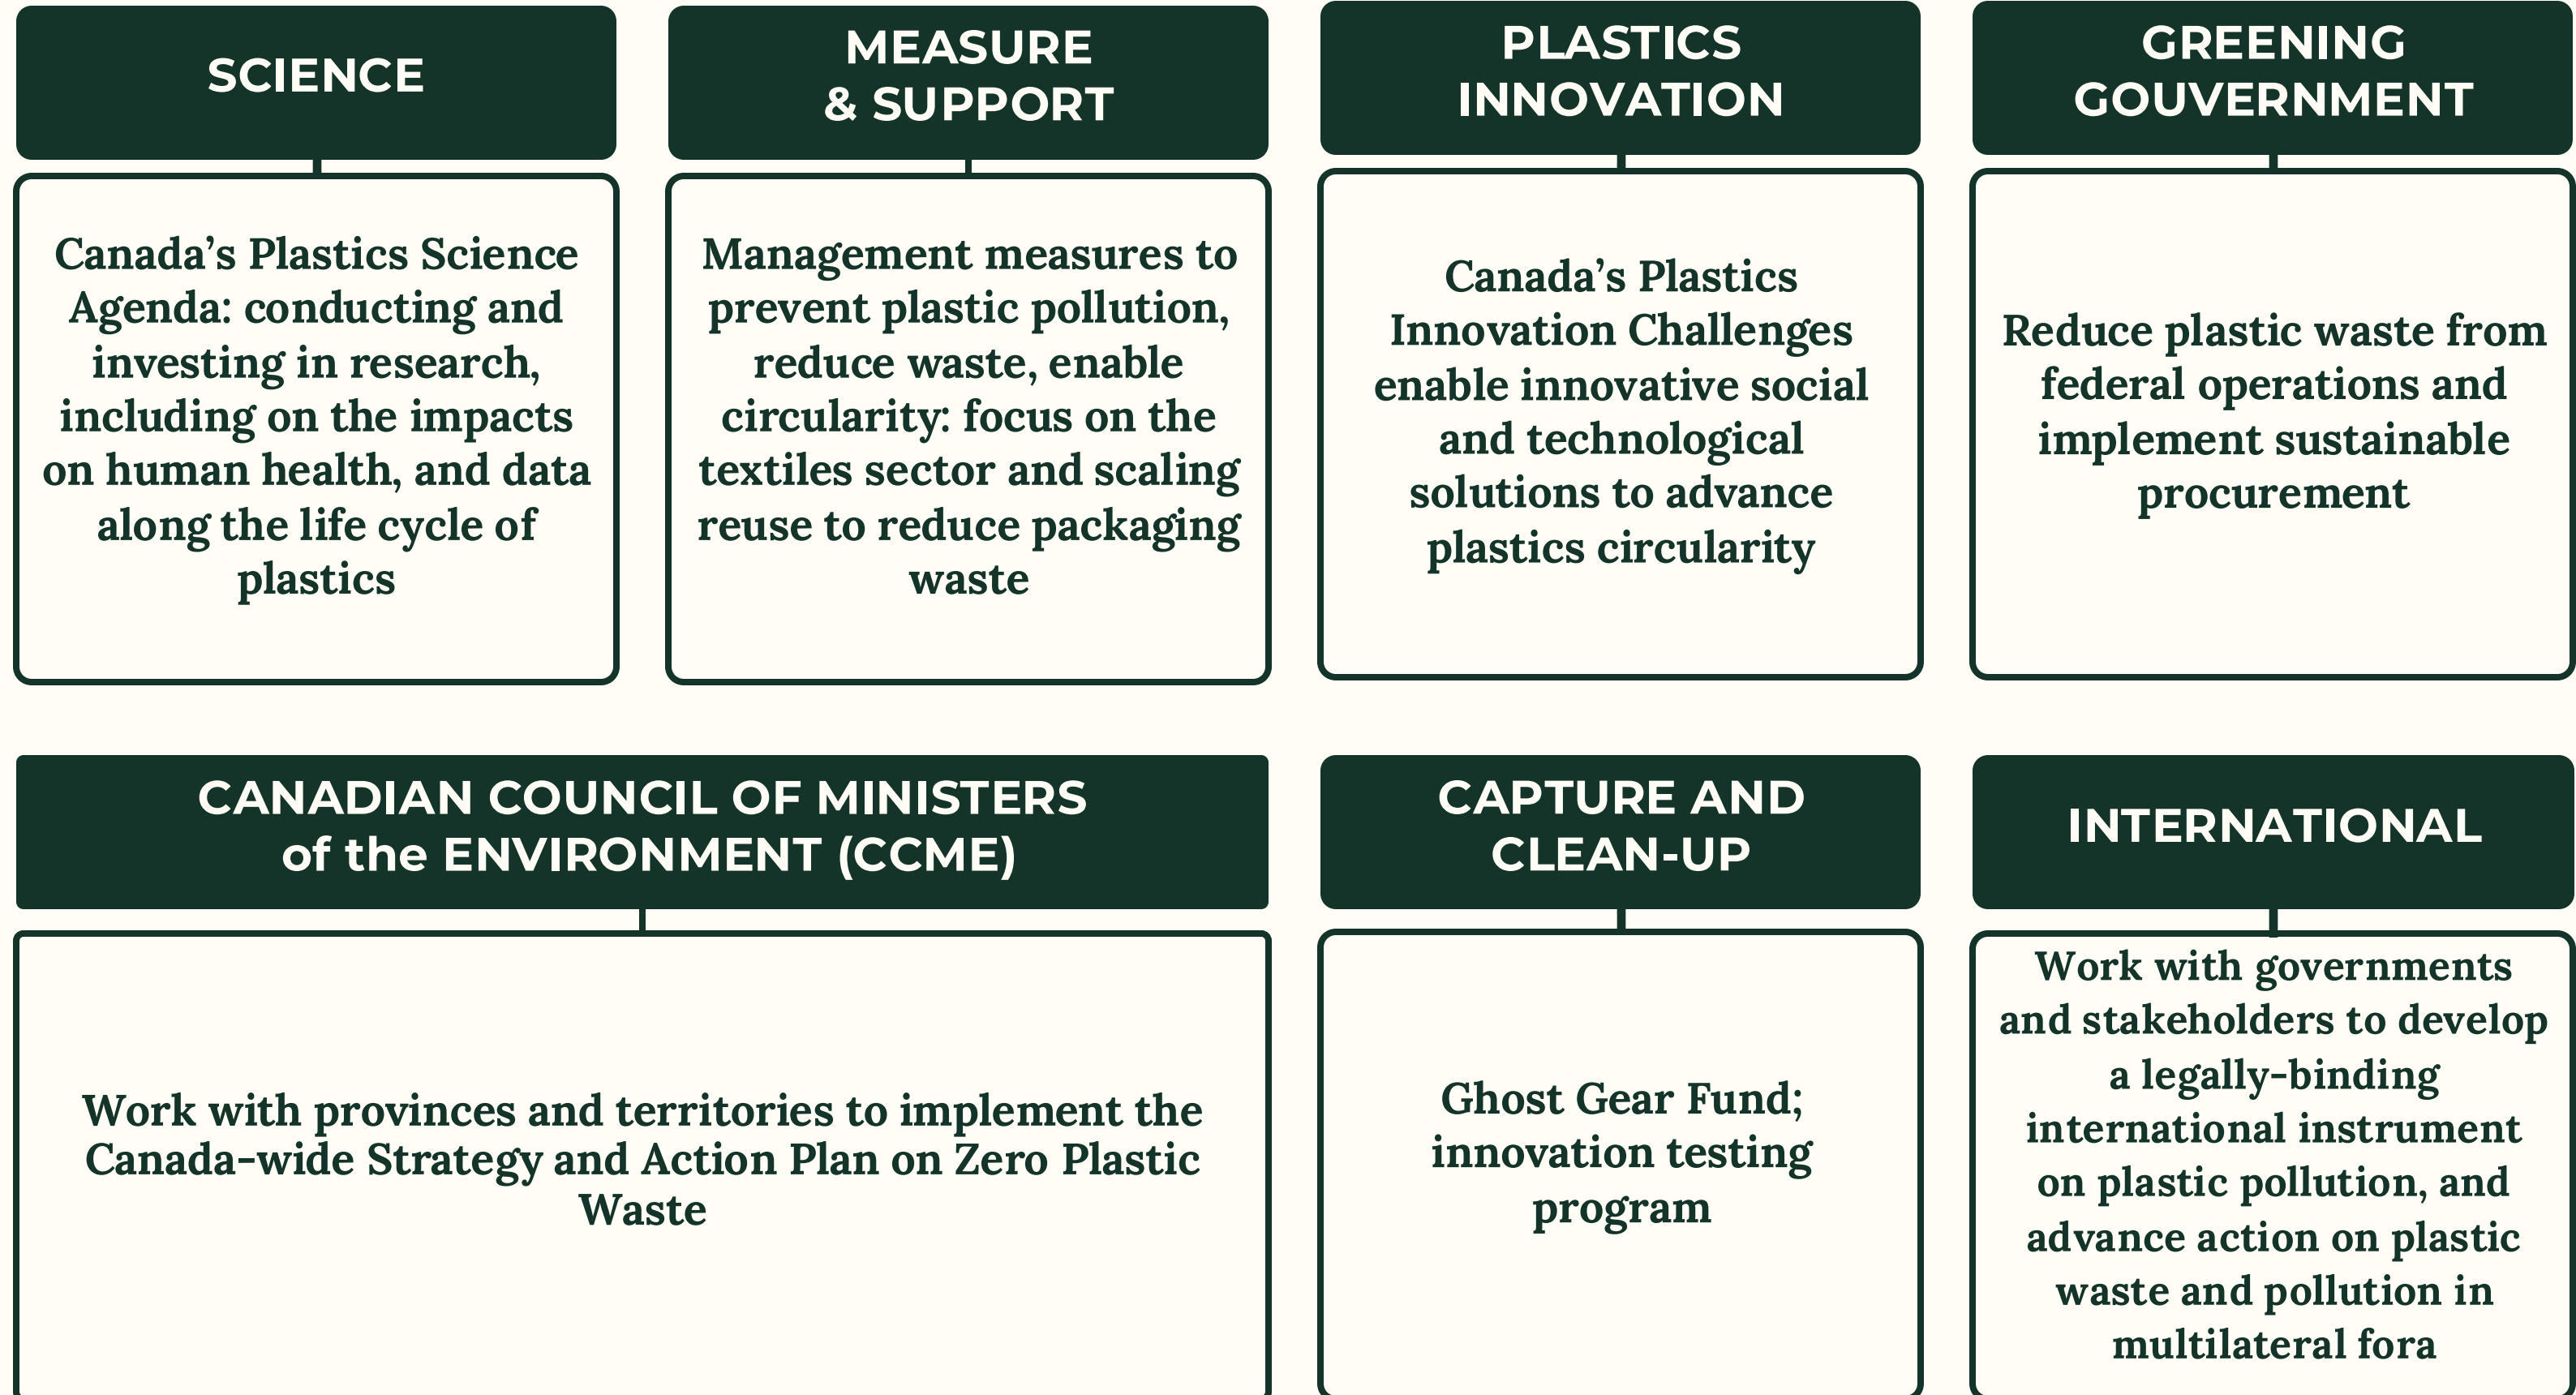 SCIENCE
Canada’s Plastics Science
Agenda: conducting and
investing in research,
including on the impacts
on human health, and data
along the life cycle of
plastics
MEASURE
& SUPPORT
Management measures to
prevent plastic pollution,
reduce waste, enable
circularity: focus on the
textiles sector and scaling
reuse to reduce packaging
waste
PLASTICS
INNOVATION
Canada’s Plastics
Innovation Challenges
enable innovative social
and technological
solutions to advance
plastics circularity
GREENING
GOUVERNMENT
Reduce plastic waste from
federal operations and
implement sustainable
procurement
CANADIAN COUNCIL OF MINISTERS
of the ENVIRONMENT (CCME)
Work with provinces and territories to implement the
Canada-wide Strategy and Action Plan on Zero Plastic
Waste
CAPTURE AND
CLEAN-UP
Ghost Gear Fund;
innovation testing
program
INTERNATIONAL
Work with governments
and stakeholders to develop
a legally-binding
international instrument
on plastic pollution, and
advance action on plastic
waste and pollution in
multilateral fora